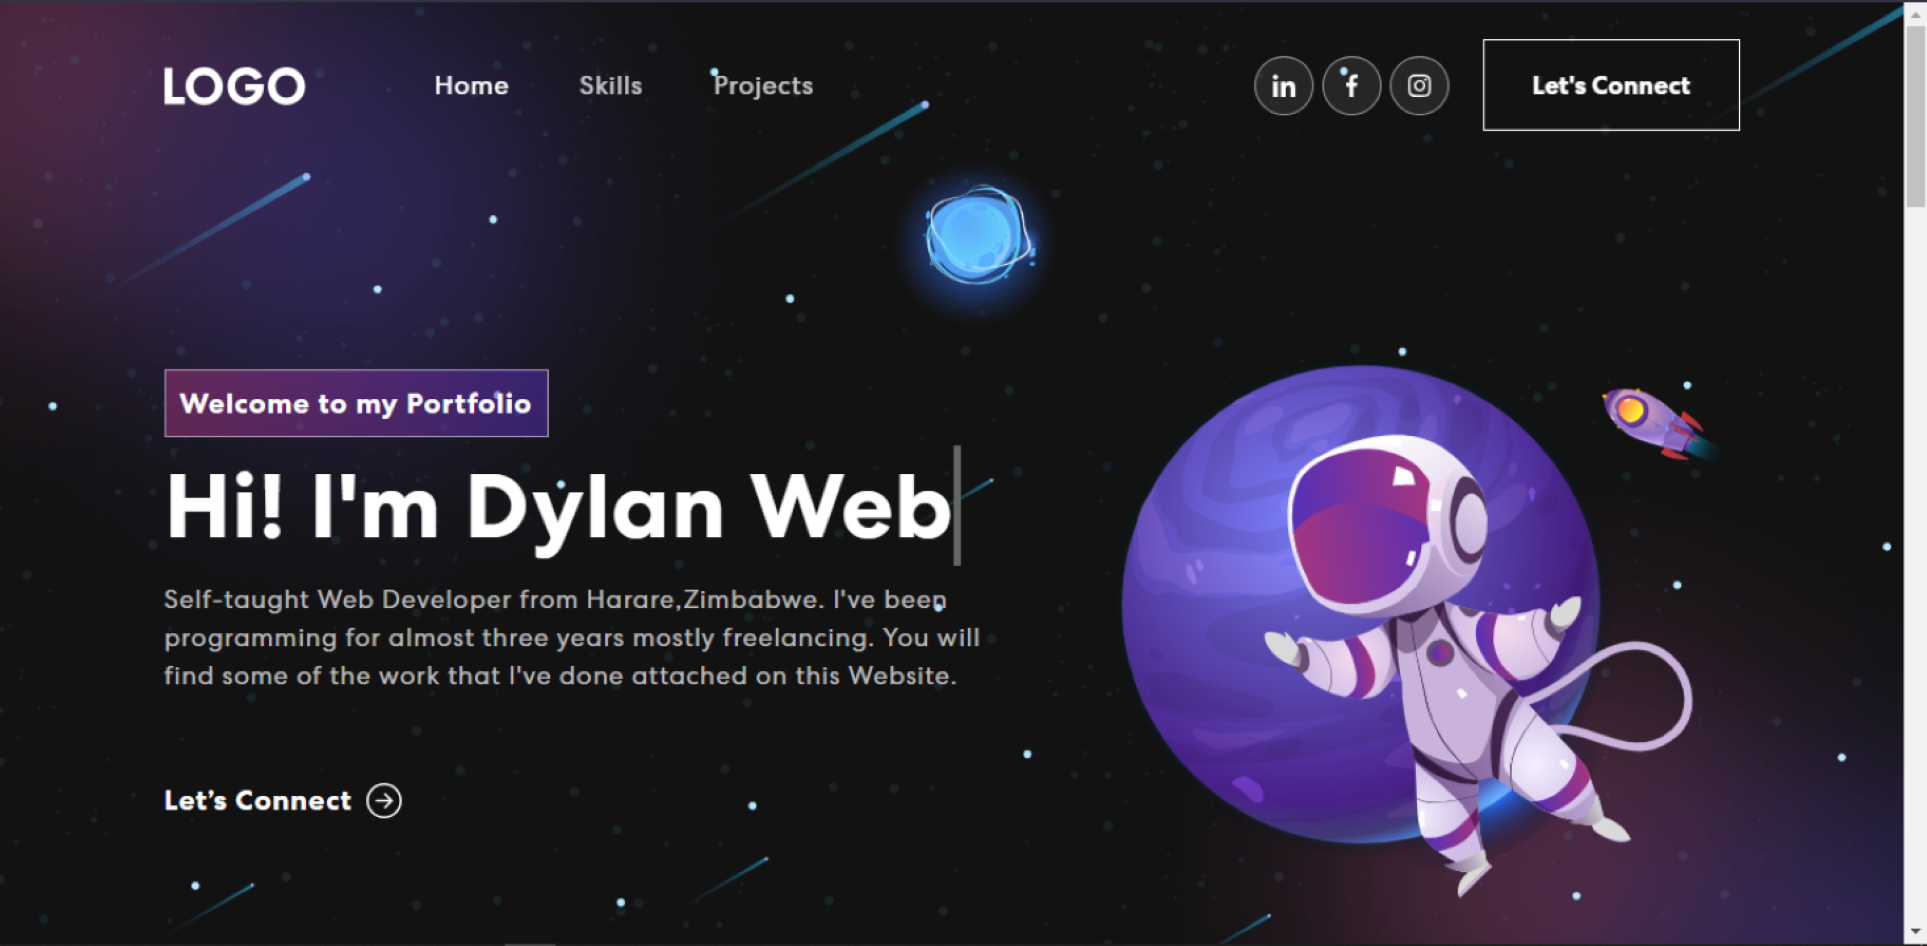 LOGO
Home
Skills
Projects
in
f
Let's Connect
Welcome to my Portfolio
Hi! I'm Dylan Web
Self-taught Web Developer from Harare,Zimbabwe. I've been
programming for almost three years mostly freelancing. You will
find some of the work that I've done attached on this Website.
Let’s Connect